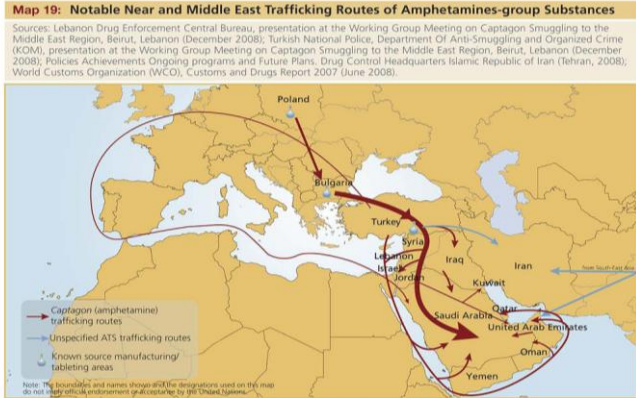 Map 19: Notable Near and Middle East Trafficking Routes of Amphetamines-group Substances
Sources: Lebanon Drug Enforcement Central Bureau, presentation at the Working Group Meeting on Captagon Smuggling to the
Middle East Region, Beirut, Lebanon (December 2008); Turkish National Police, Department Of Anti-Smuggling and Organized Crime
(KOM), presentation at the Working Group Meeting on Captagon Smuggling to the Middle East Region, Beirut, Lebanon (December
2008); Policies Achievements Ongoing programs and Future Plans. Drug Control Headquarters Islamic Republic of Iran (Tehran, 2008);
World Customs Organization (WCO), Customs and Drugs Report 2007 (June 2008).
Poland
Bulgaria
Turkey
Syria
Lebanon
Israel
Jordan
Iraq
Iran
from South-East Asia
Kuwait
Qatar
Saudi Arabia
United Arab Emirates
Oman
Yemen
Captagon (amphetamine)
trafficking routes
Unspecified ATS trafficking routes
Known source manufacturing/
tableting areas
Note: The boundaries and names shown and the designations used on this map
do not imply official endorsement or acceptance by the United Nations.